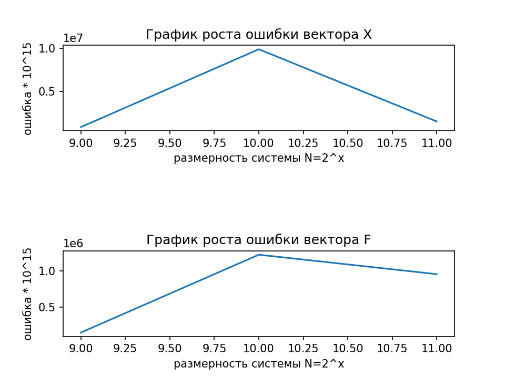 График роста ошибки вектора X
1e7
1.0
0.5
ошибка * 10^15
9.00 9.25 9.50 9.75 10.00 10.25 10.50 10.75 11.00
размерность системы N=2^x
График роста ошибки вектора F
1e6
1.0
0.5
ошибка * 10^15
9.00 9.25 9.50 9.75 10.00 10.25 10.50 10.75 11.00
размерность системы N=2^x